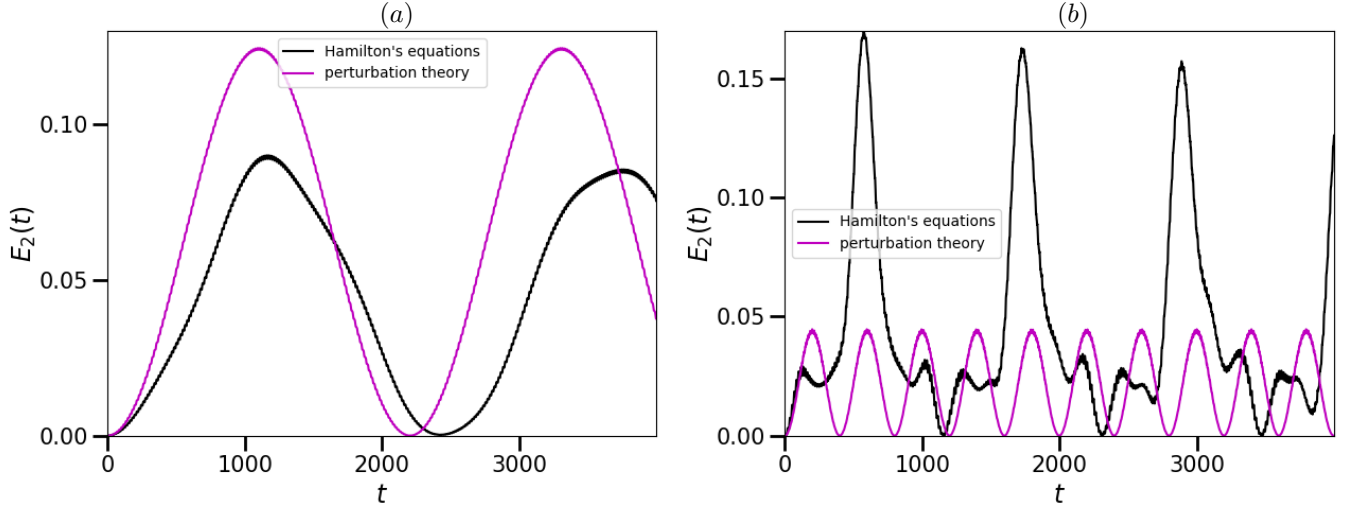 (a)
Hamilton's equations
perturbation theory
E₂(t)
0.10
0.05
0.00
0
1000
2000
3000
t
(b)
Hamilton's equations
perturbation theory
E₂(t)
0.15
0.10
0.05
0.00
0
1000
2000
3000
t